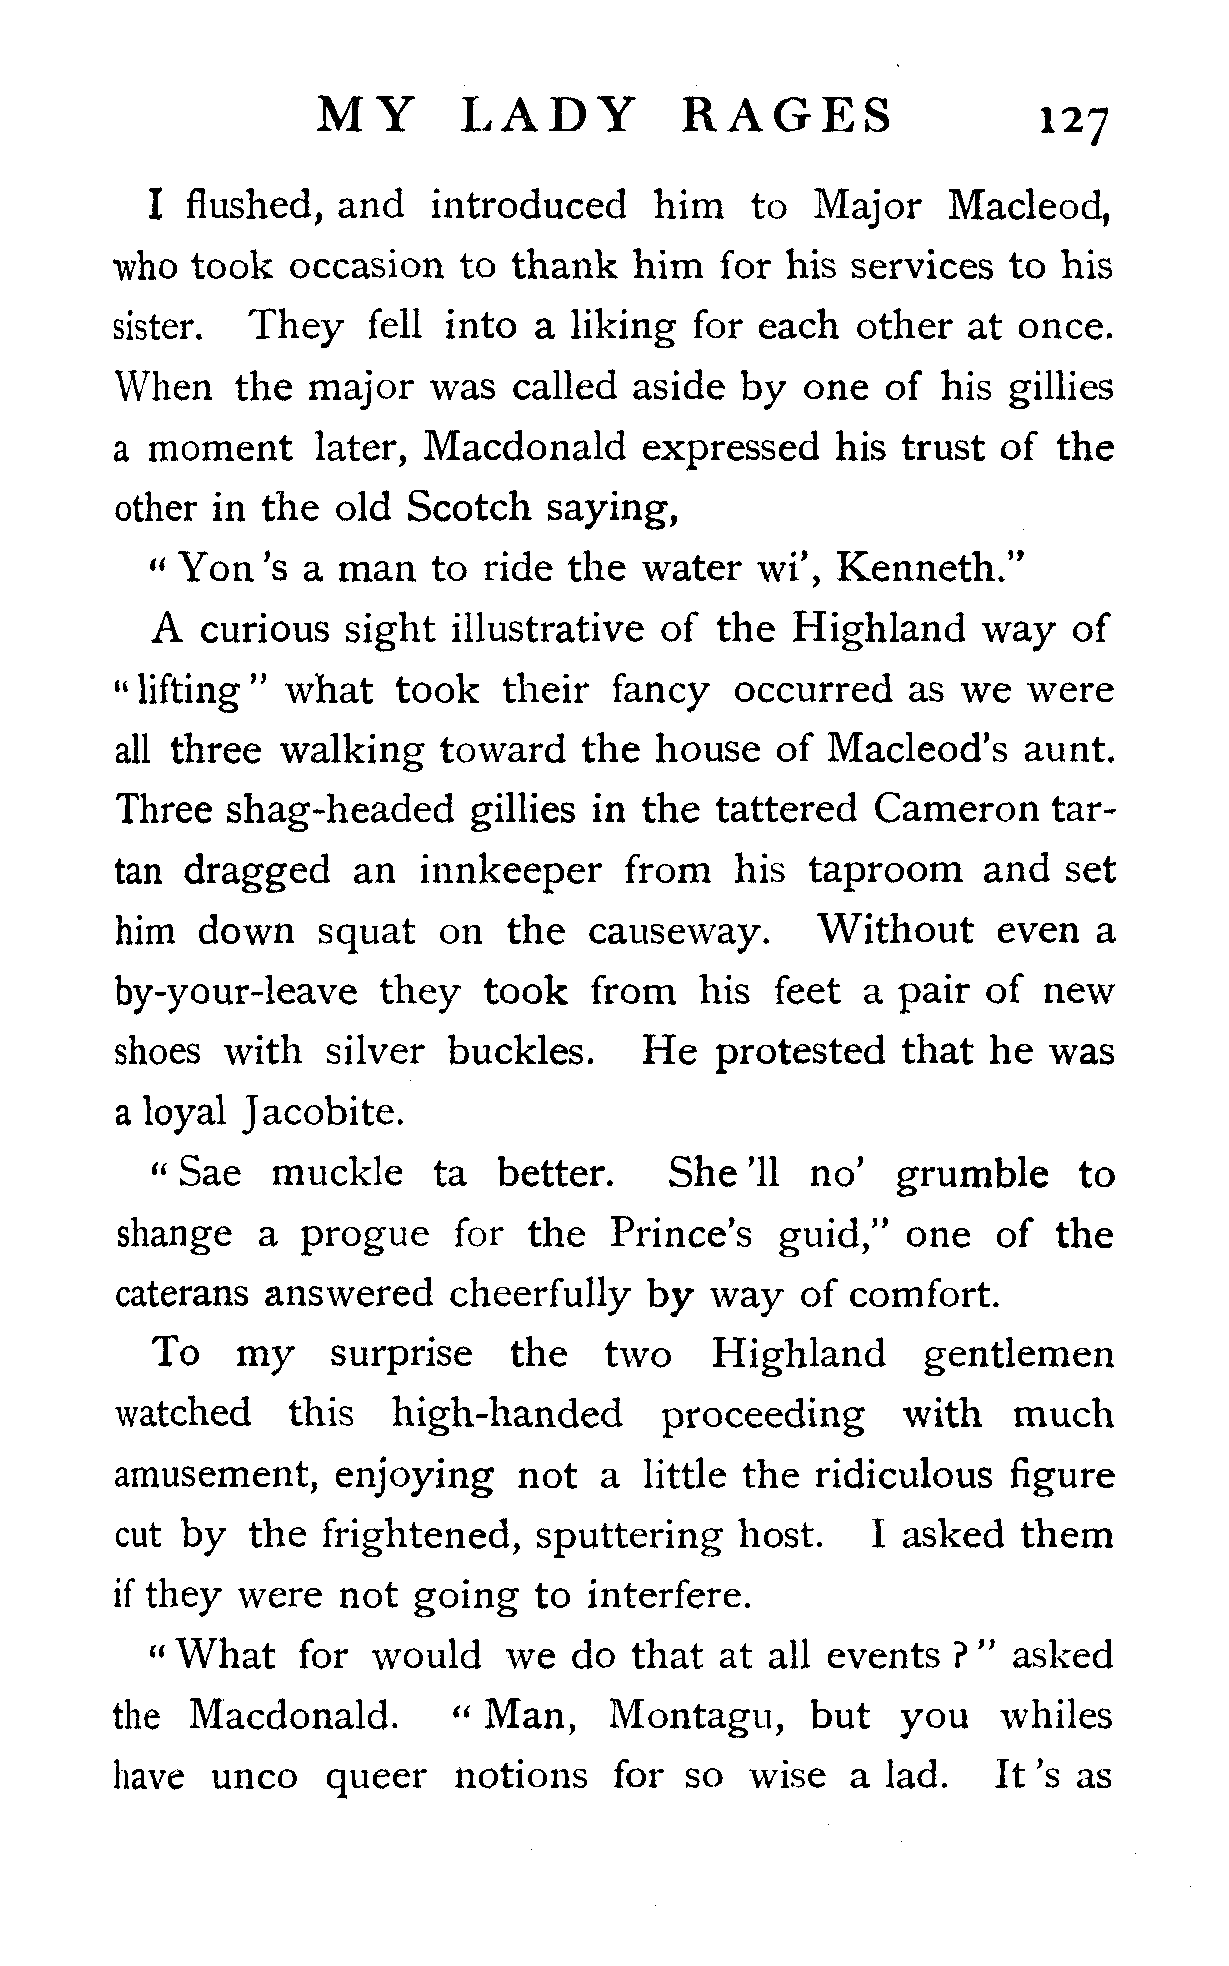 MY LADY RAGES 127
I flushed, and introduced him to Major Macleod,
who took occasion to thank him for his services to his
sister. They fell into a liking for each other at once.
When the major was called aside by one of his gillies
a moment later, Macdonald expressed his trust of the
other in the old Scotch saying,
“Yon 's a man to ride the water wi', Kenneth.”
A curious sight illustrative of the Highland way of
“lifting” what took their fancy occurred as we were
all three walking toward the house of Macleod's aunt.
Three shag-headed gillies in the tattered Cameron tar-
tan dragged an innkeeper from his taproom and set
him down squat on the causeway. Without even a
by-your-leave they took from his feet a pair of new
shoes with silver buckles. He protested that he was
a loyal Jacobite.
“Sae muckle ta better. She 'll no' grumble to
shange a progue for the Prince's guid,” one of the
caterans answered cheerfully by way of comfort.
To my surprise the two Highland gentlemen
watched this high-handed proceeding with much
amusement, enjoying not a little the ridiculous figure
cut by the frightened, sputtering host. I asked them
if they were not going to interfere.
“What for would we do that at all events?” asked
the Macdonald. “Man, Montagu, but you whiles
have unco queer notions for so wise a lad. It 's as